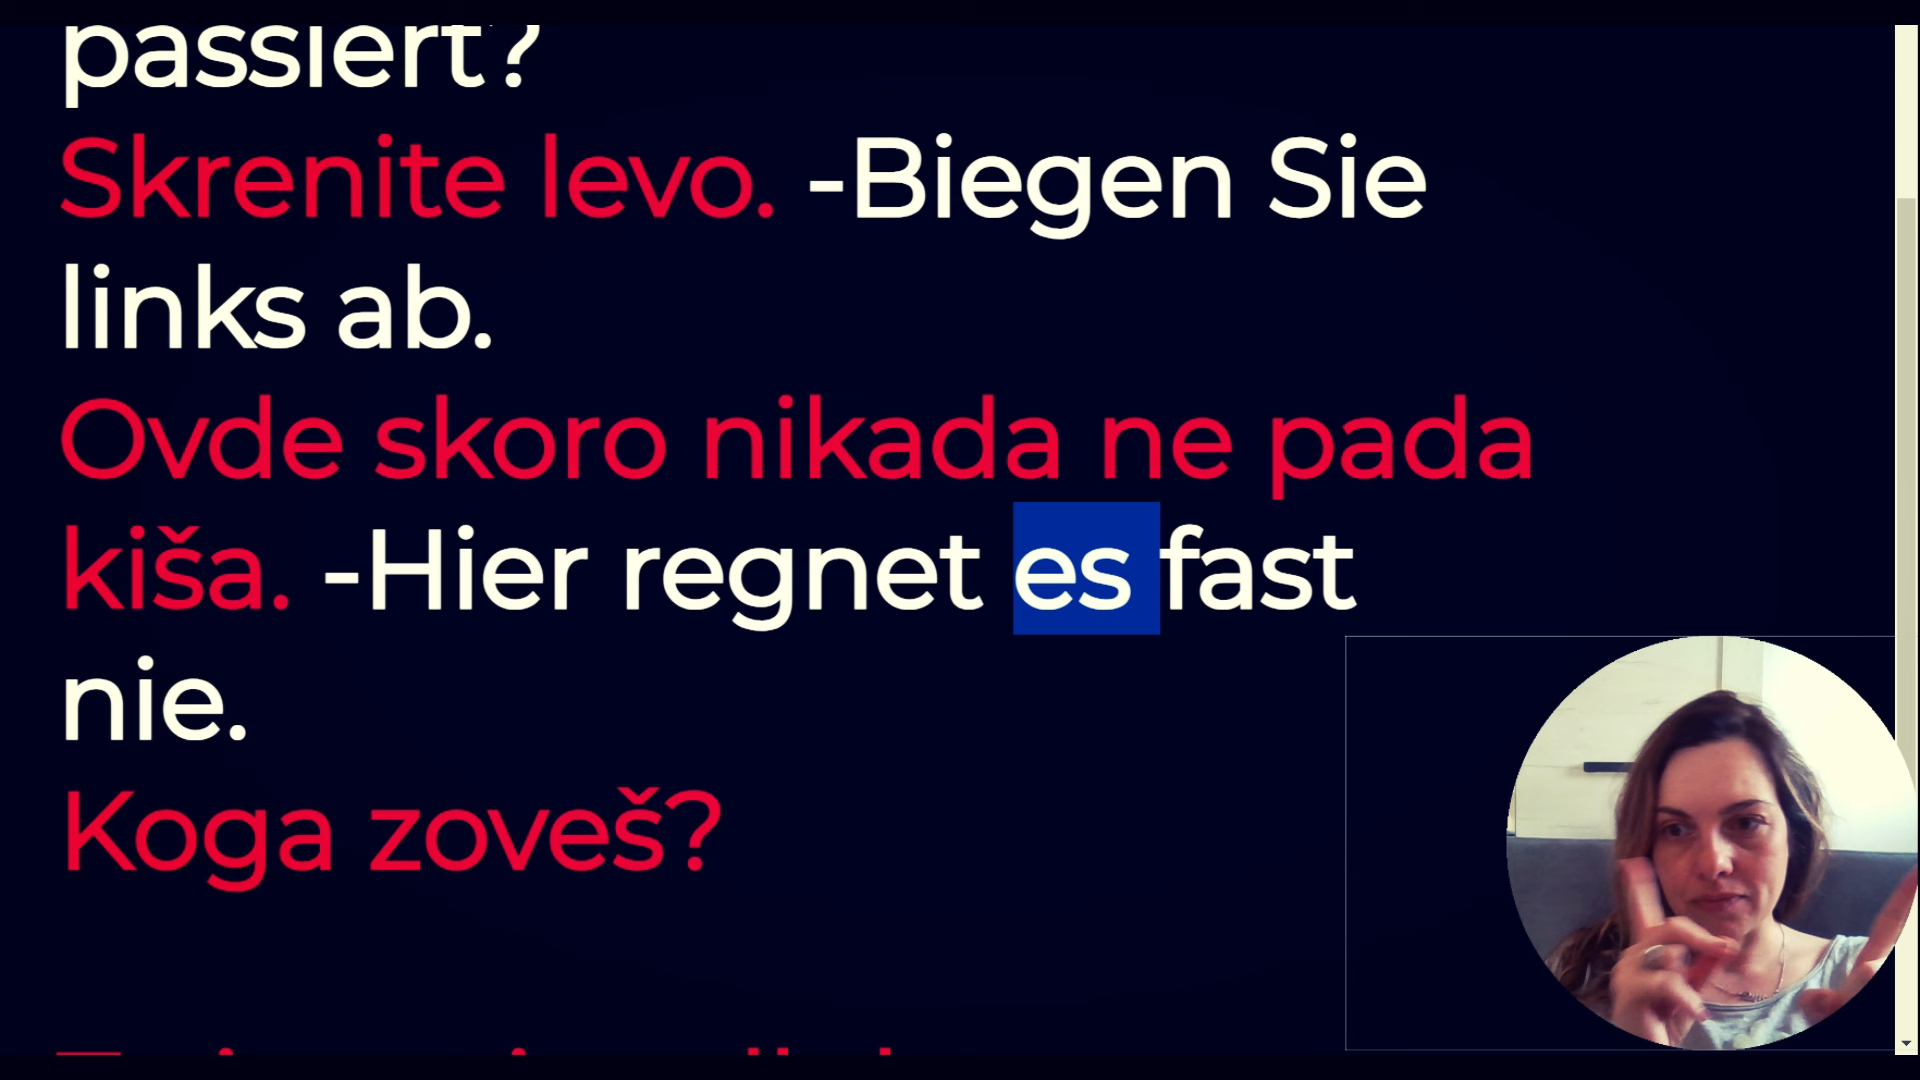 passiert?
Skrenite levo. -Biegen Sie
links ab.
Ovde skoro nikada ne pada
kiša. -Hier regnet es fast
nie.
Koga zoveš?